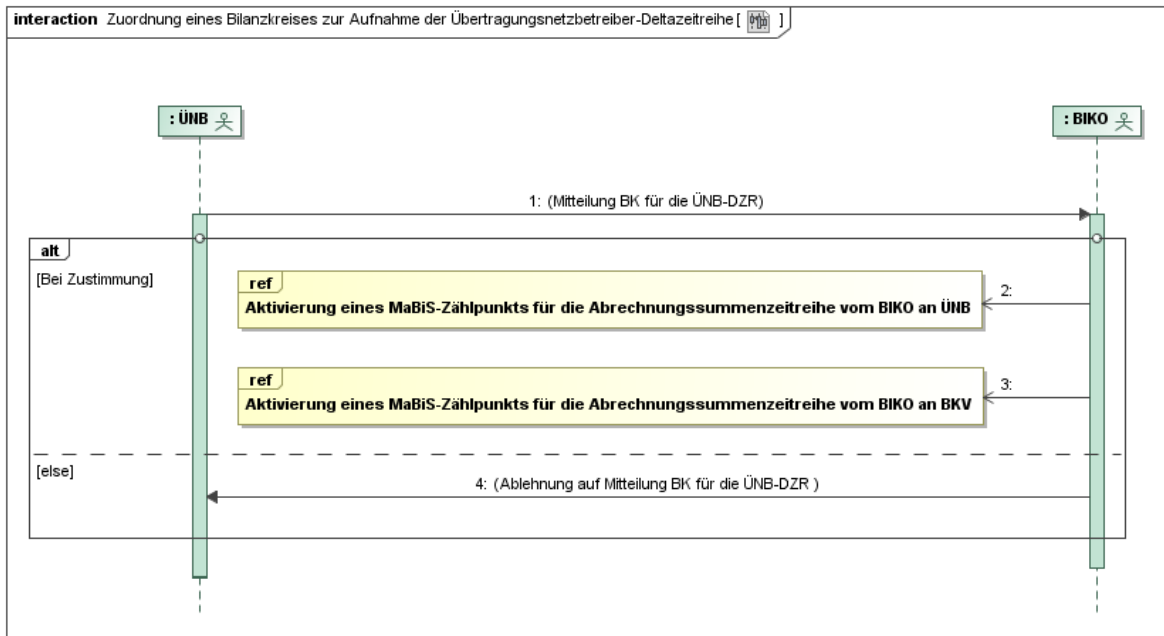 interaction Zuordnung eines Bilanzkreises zur Aufnahme der Übertragungsnetzbetreiber-Deltazeitreihe[ ]
: ÜNB
: BIKO
1: (Mitteilung BK für die ÜNB-DZR)
alt
[Bei Zustimmung]
ref
2:
Aktivierung eines MaBiS-Zählpunkts für die Abrechnungssummenzeitreihe vom BIKO an ÜNB
ref
3:
Aktivierung eines MaBiS-Zählpunkts für die Abrechnungssummenzeitreihe vom BIKO an BKV
[else]
4: (Ablehnung auf Mitteilung BK für die ÜNB-DZR )